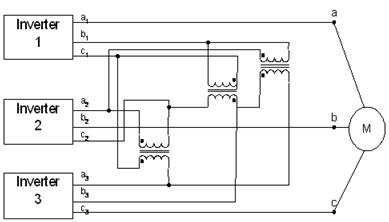 Inverter
1
a1
b1
c1
Inverter
2
a2
b2
c2
Inverter
3
a3
b3
c3
a
b
c
M